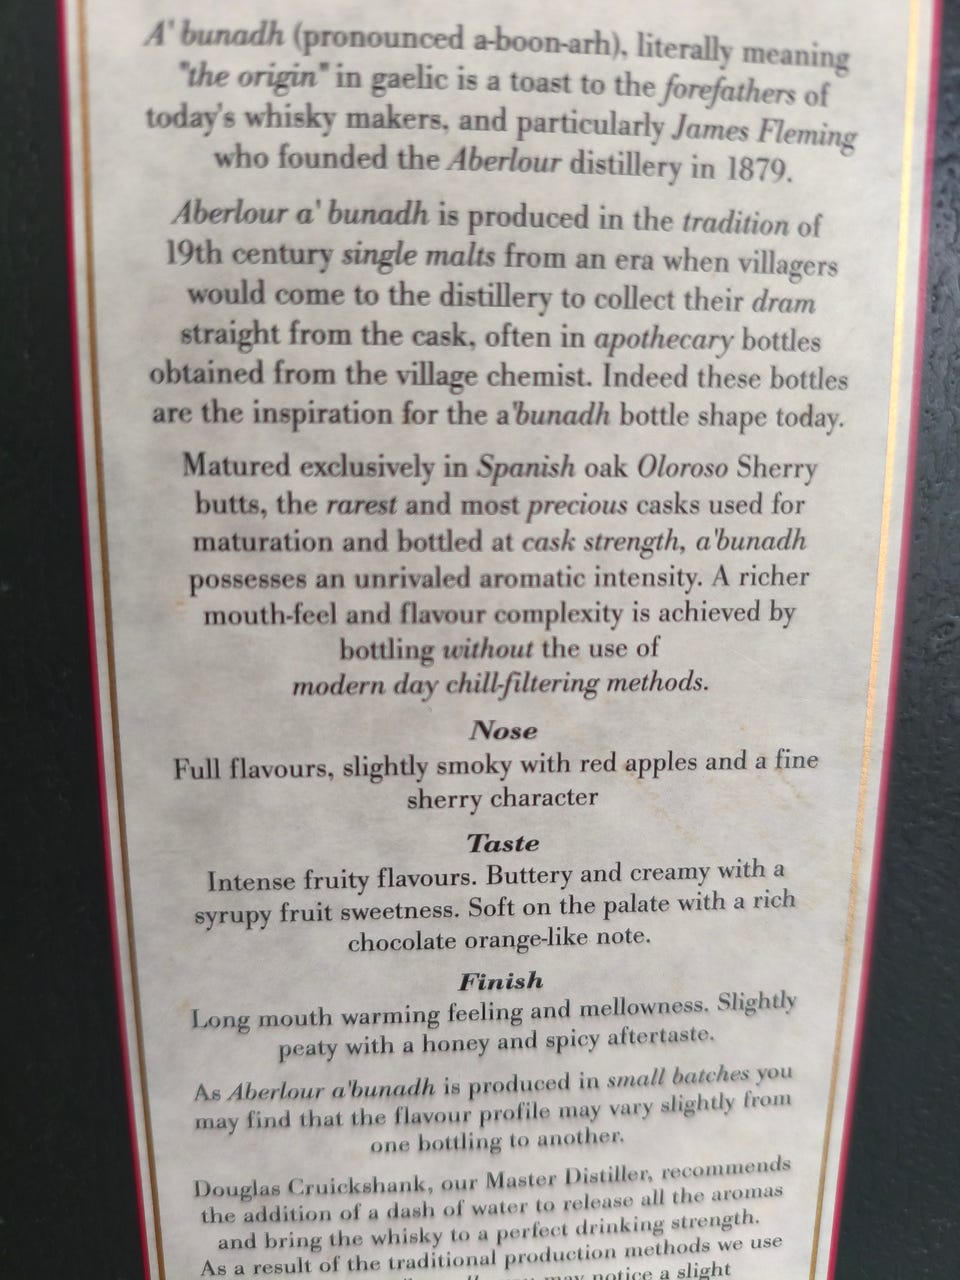 A' bunadh (pronounced a-boon-arh), literally meaning
"the origin" in gaelic is a toast to the forefathers of
today's whisky makers, and particularly James Fleming
who founded the Aberlour distillery in 1879.
Aberlour a' bunadh is produced in the tradition of
19th century single malts from an era when villagers
would come to the distillery to collect their dram
straight from the cask, often in apothecary bottles
obtained from the village chemist. Indeed these bottles
are the inspiration for the a'bunadh bottle shape today.
Matured exclusively in Spanish oak Oloroso Sherry
butts, the rarest and most precious casks used for
maturation and bottled at cask strength, a'bunadh
possesses an unrivaled aromatic intensity. A richer
mouth-feel and flavour complexity is achieved by
bottling without the use of
modern day chill-filtering methods.
Nose
Full flavours, slightly smoky with red apples and a fine
sherry character
Taste
Intense fruity flavours. Buttery and creamy with a
syrupy fruit sweetness. Soft on the palate with a rich
chocolate orange-like note.
Finish
Long mouth warming feeling and mellowness. Slightly
peaty with a honey and spicy aftertaste.
As Aberlour a'bunadh is produced in small batches you
may find that the flavour profile may vary slightly from
one bottling to another.
Douglas Cruickshank, our Master Distiller, recommends
the addition of a dash of water to release all the aromas
and bring the whisky to a perfect drinking strength.
As a result of the traditional production methods we use
may notice a slight